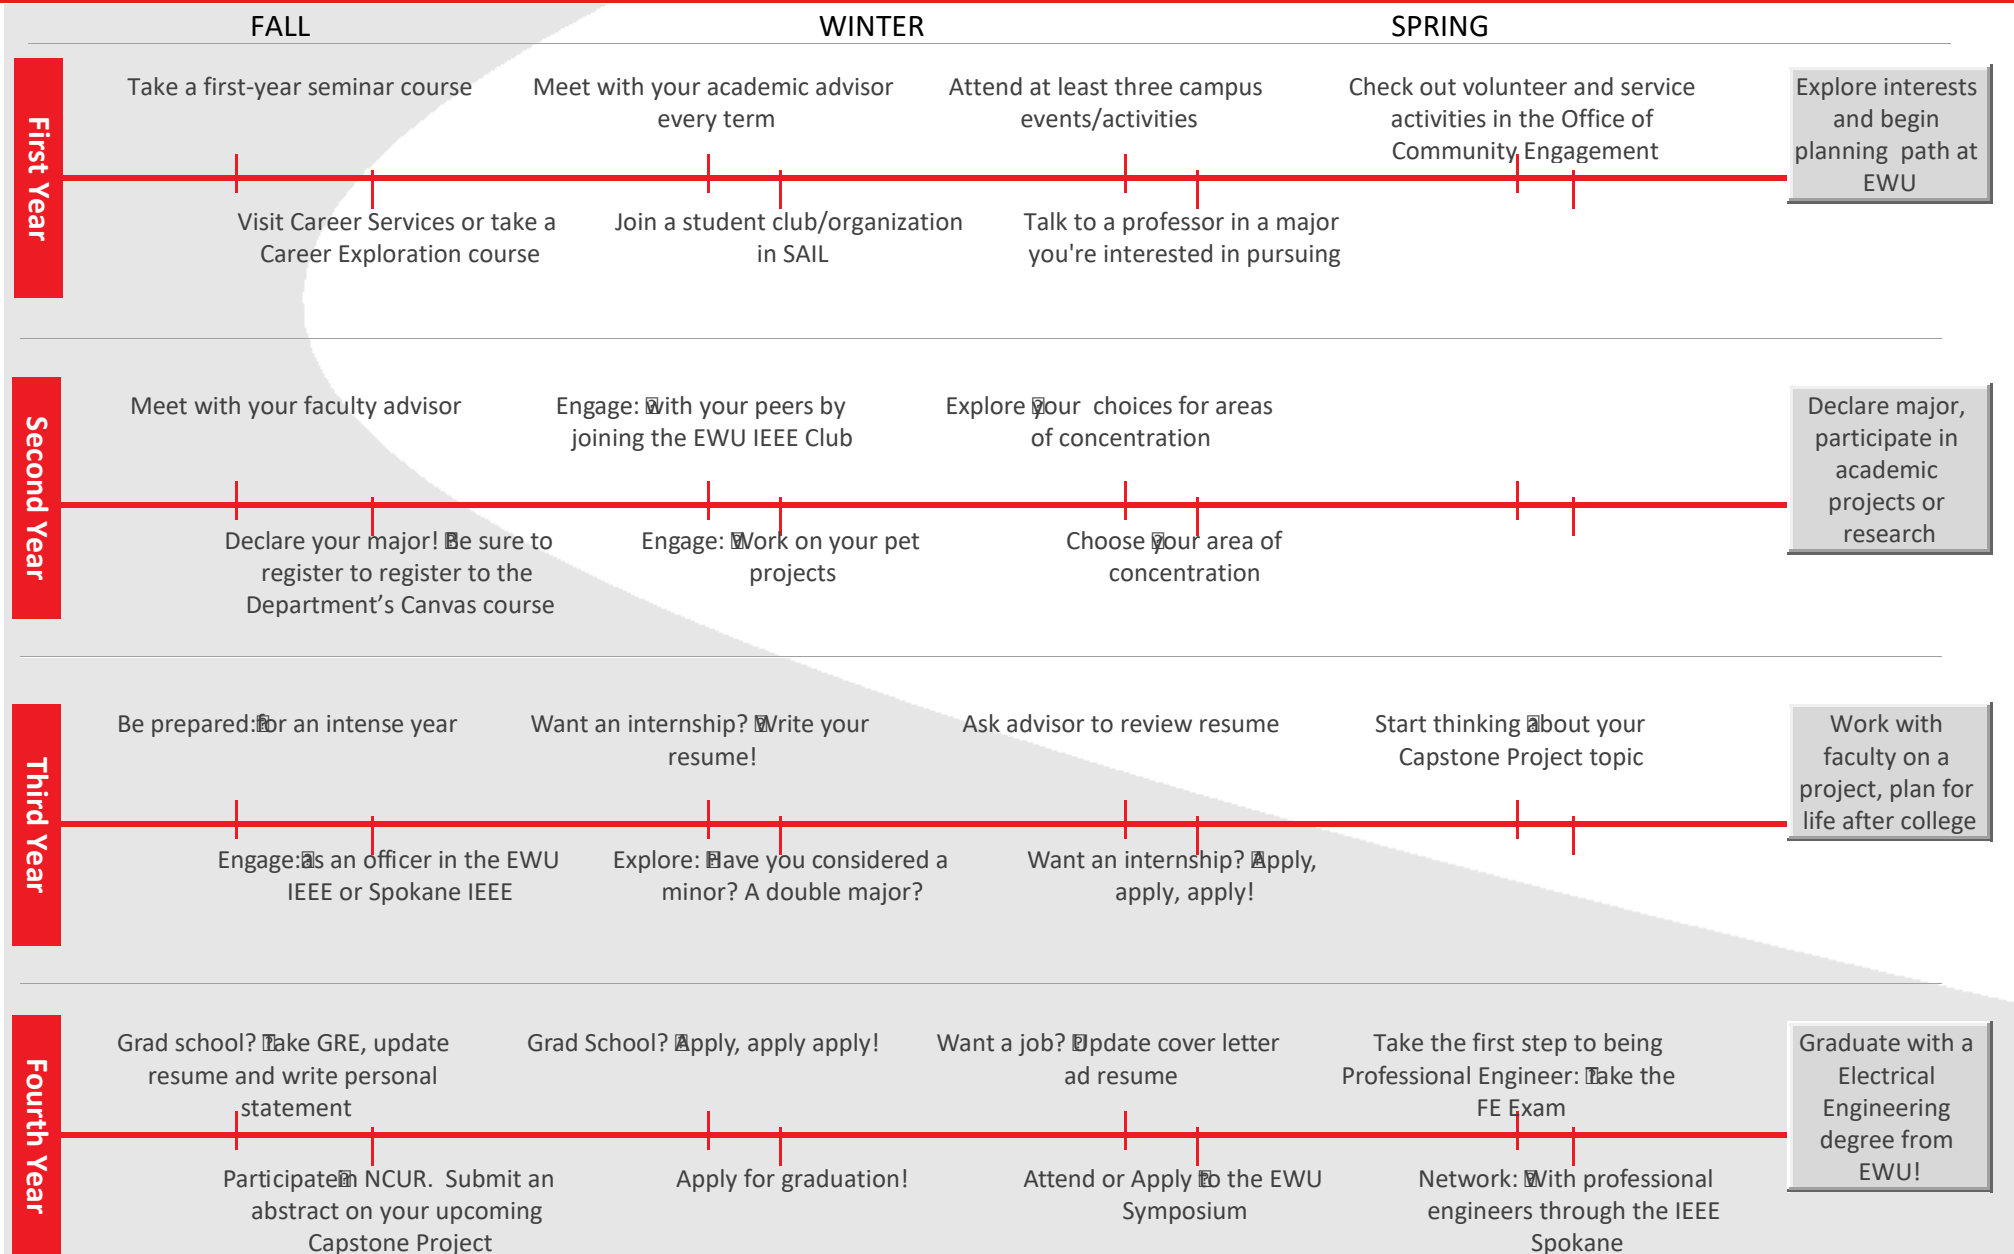 FALL
WINTER
SPRING
First Year
Take a first-year seminar course
Meet with your academic advisor
every term
Attend at least three campus
events/activities
Check out volunteer and service
activities in the Office of
Community Engagement
Visit Career Services or take a
Career Exploration course
Join a student club/organization
in SAIL
Talk to a professor in a major
you're interested in pursuing
Explore interests
and begin
planning path at
EWU
Second Year
Meet with your faculty advisor
Engage: with your peers by
joining the EWU IEEE Club
Explore your choices for areas
of concentration
Declare your major! Be sure to
register to register to the
Department’s Canvas course
Engage: Work on your pet
projects
Choose your area of
concentration
Declare major,
participate in
academic
projects or
research
Third Year
Be prepared: for an intense year
Want an internship? Write your
resume!
Ask advisor to review resume
Start thinking about your
Capstone Project topic
Engage: as an officer in the EWU
IEEE or Spokane IEEE
Explore: Have you considered a
minor? A double major?
Want an internship? Apply,
apply, apply!
Work with
faculty on a
project, plan for
life after college
Fourth Year
Grad school? Take GRE, update
resume and write personal
statement
Grad School? Apply, apply apply!
Want a job? Update cover letter
ad resume
Take the first step to being
Professional Engineer: Take the
FE Exam
Participate in NCUR. Submit an
abstract on your upcoming
Capstone Project
Apply for graduation!
Attend or Apply to the EWU
Symposium
Network: With professional
engineers through the IEEE
Spokane
Graduate with a
Electrical
Engineering
degree from
EWU!